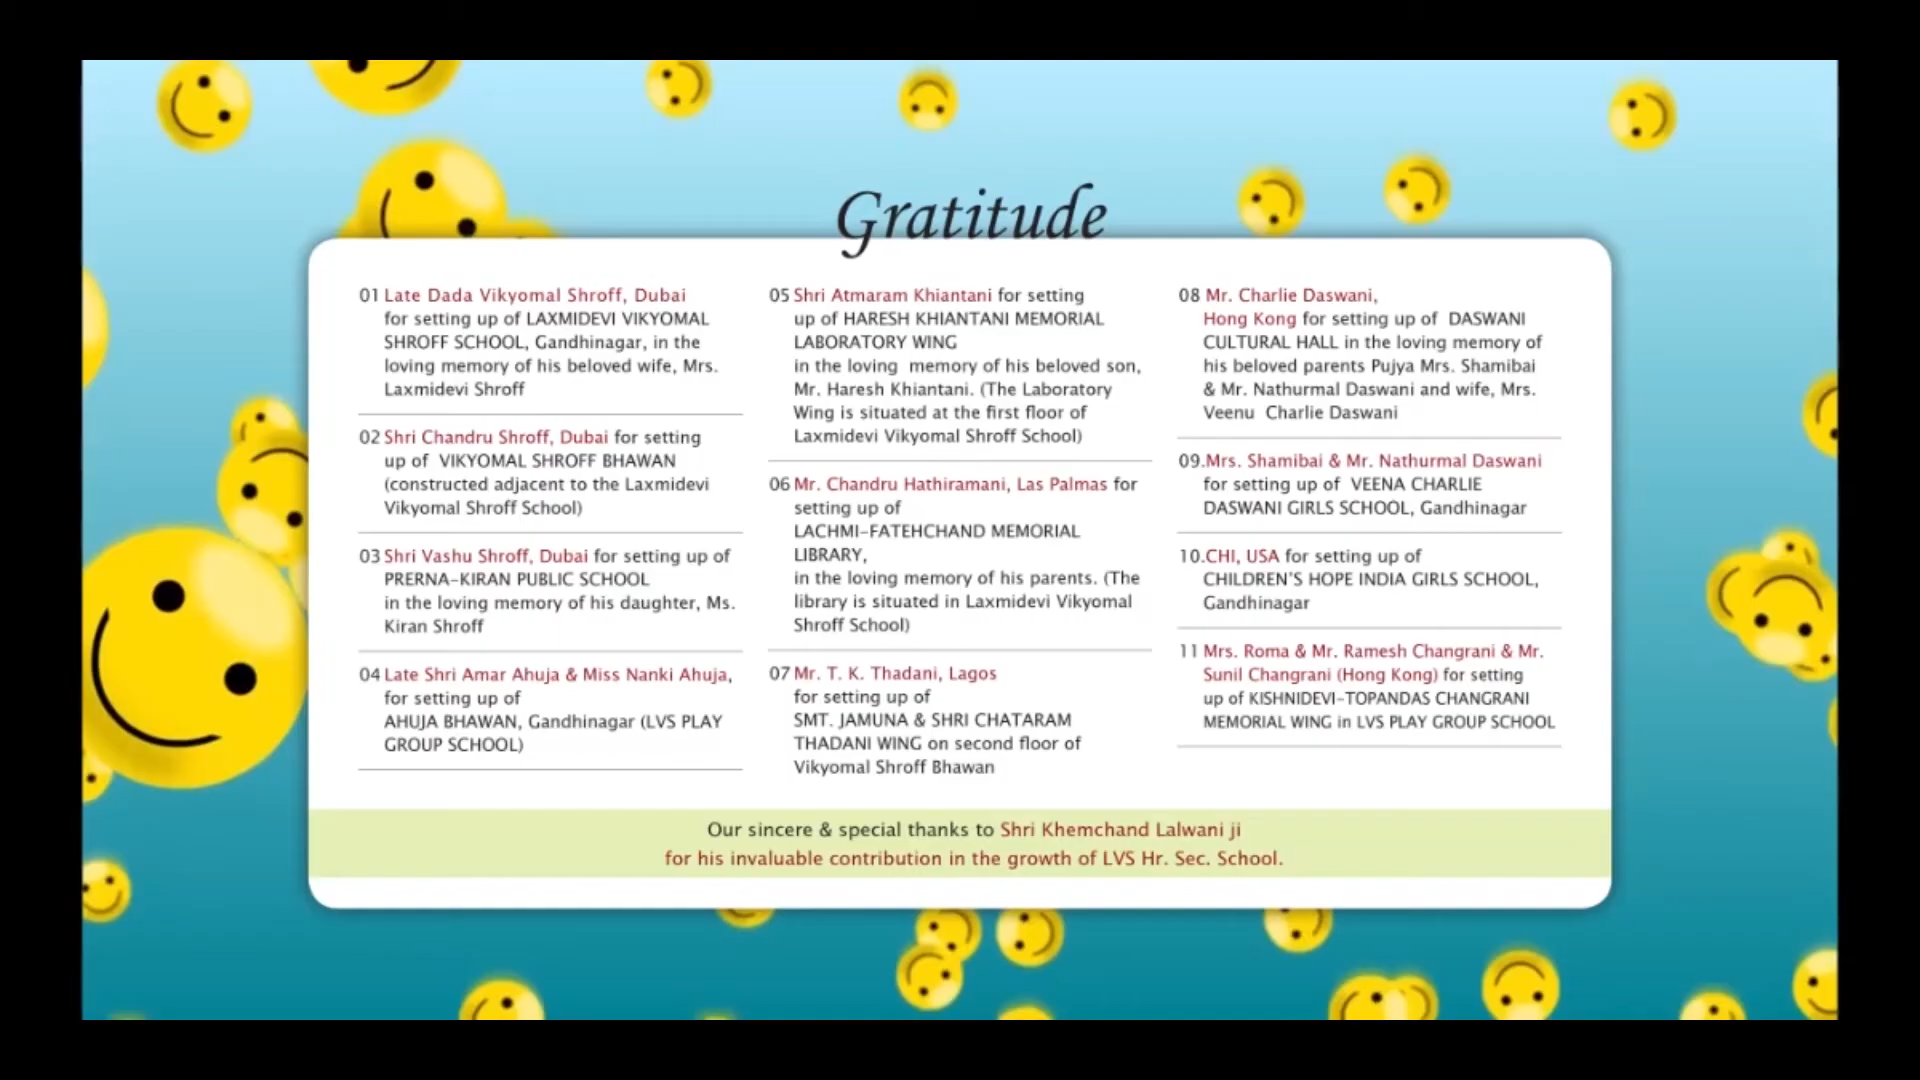 Gratitude
01 Late Dada Vikyomal Shroff, Dubai
for setting up of LAXMIDEVI VIKYOMAL
SHROFF SCHOOL, Gandhinagar, in the
loving memory of his beloved wife, Mrs.
Laxmidevi Shroff
02 Shri Chandru Shroff, Dubai for setting
up of VIKYOMAL SHROFF BHAWAN
(constructed adjacent to the Laxmidevi
Vikyomal Shroff School)
03 Shri Vashu Shroff, Dubai for setting up of
PRERNA-KIRAN PUBLIC SCHOOL
in the loving memory of his daughter, Ms.
Kiran Shroff
04 Late Shri Amar Ahuja & Miss Nanki Ahuja,
for setting up of
AHUJA BHAWAN, Gandhinagar (LVS PLAY
GROUP SCHOOL)
05 Shri Atmaram Khiantani for setting
up of HARESH KHIANTANI MEMORIAL
LABORATORY WING
in the loving memory of his beloved son,
Mr. Haresh Khiantani. (The Laboratory
Wing is situated at the first floor of
Laxmidevi Vikyomal Shroff School)
06 Mr. Chandru Hathiramani, Las Palmas for
setting up of
LACHMI-FATEHCHAND MEMORIAL
LIBRARY,
in the loving memory of his parents. (The
library is situated in Laxmidevi Vikyomal
Shroff School)
07 Mr. T. K. Thadani, Lagos
for setting up of
SMT. JAMUNA & SHRI CHATARAM
THADANI WING on second floor of
Vikyomal Shroff Bhawan
08 Mr. Charlie Daswani,
Hong Kong for setting up of DASWANI
CULTURAL HALL in the loving memory of
his beloved parents Pujya Mrs. Shamibai
& Mr. Nathurmal Daswani and wife, Mrs.
Veenu Charlie Daswani
09.Mrs. Shamibai & Mr. Nathurmal Daswani
for setting up of VEENA CHARLIE
DASWANI GIRLS SCHOOL, Gandhinagar
10.CHI, USA for setting up of
CHILDREN'S HOPE INDIA GIRLS SCHOOL,
Gandhinagar
11 Mrs. Roma & Mr. Ramesh Changrani & Mr.
Sunil Changrani (Hong Kong) for setting
up of KISHNIDEVI-TOPANDAS CHANGRANI
MEMORIAL WING in LVS PLAY GROUP SCHOOL
Our sincere & special thanks to Shri Khemchand Lalwani ji
for his invaluable contribution in the growth of LVS Hr. Sec. School.